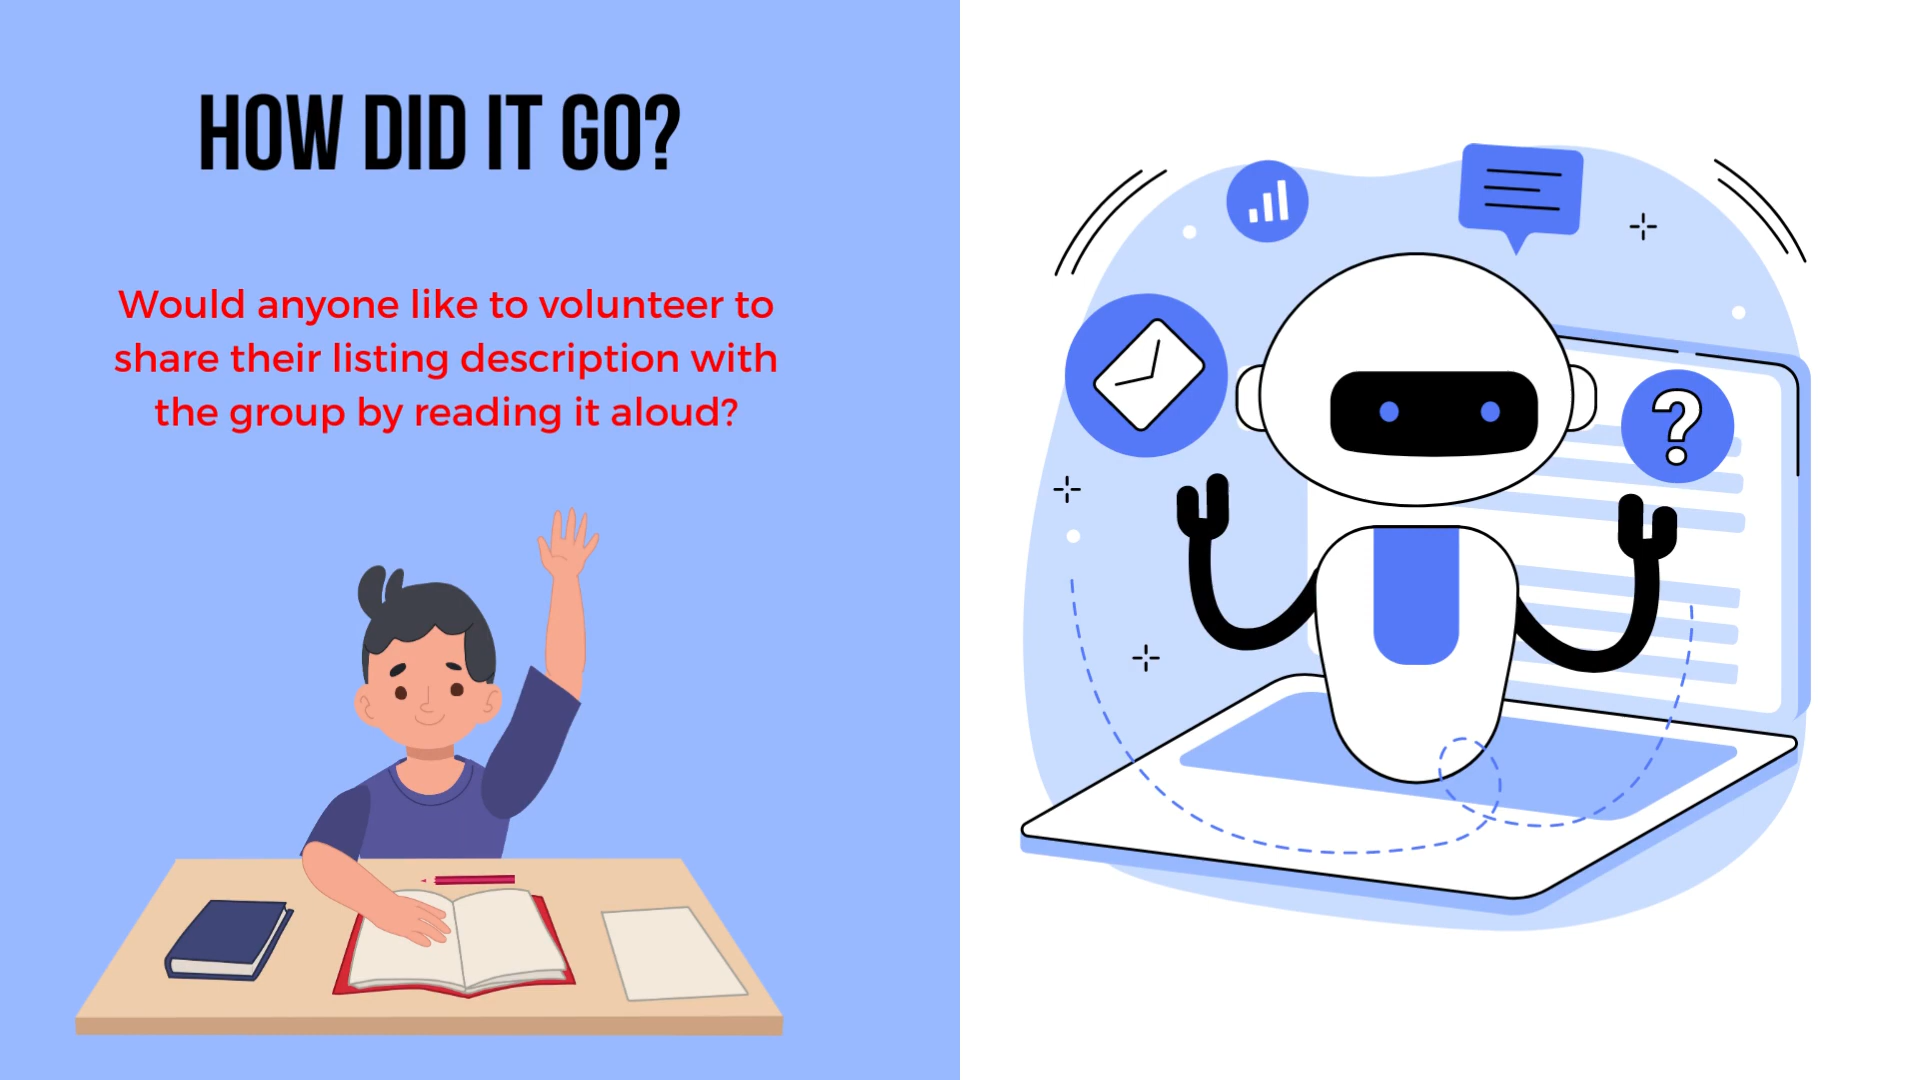 HOW DID IT GO?
Would anyone like to volunteer to
share their listing description with
the group by reading it aloud?
?